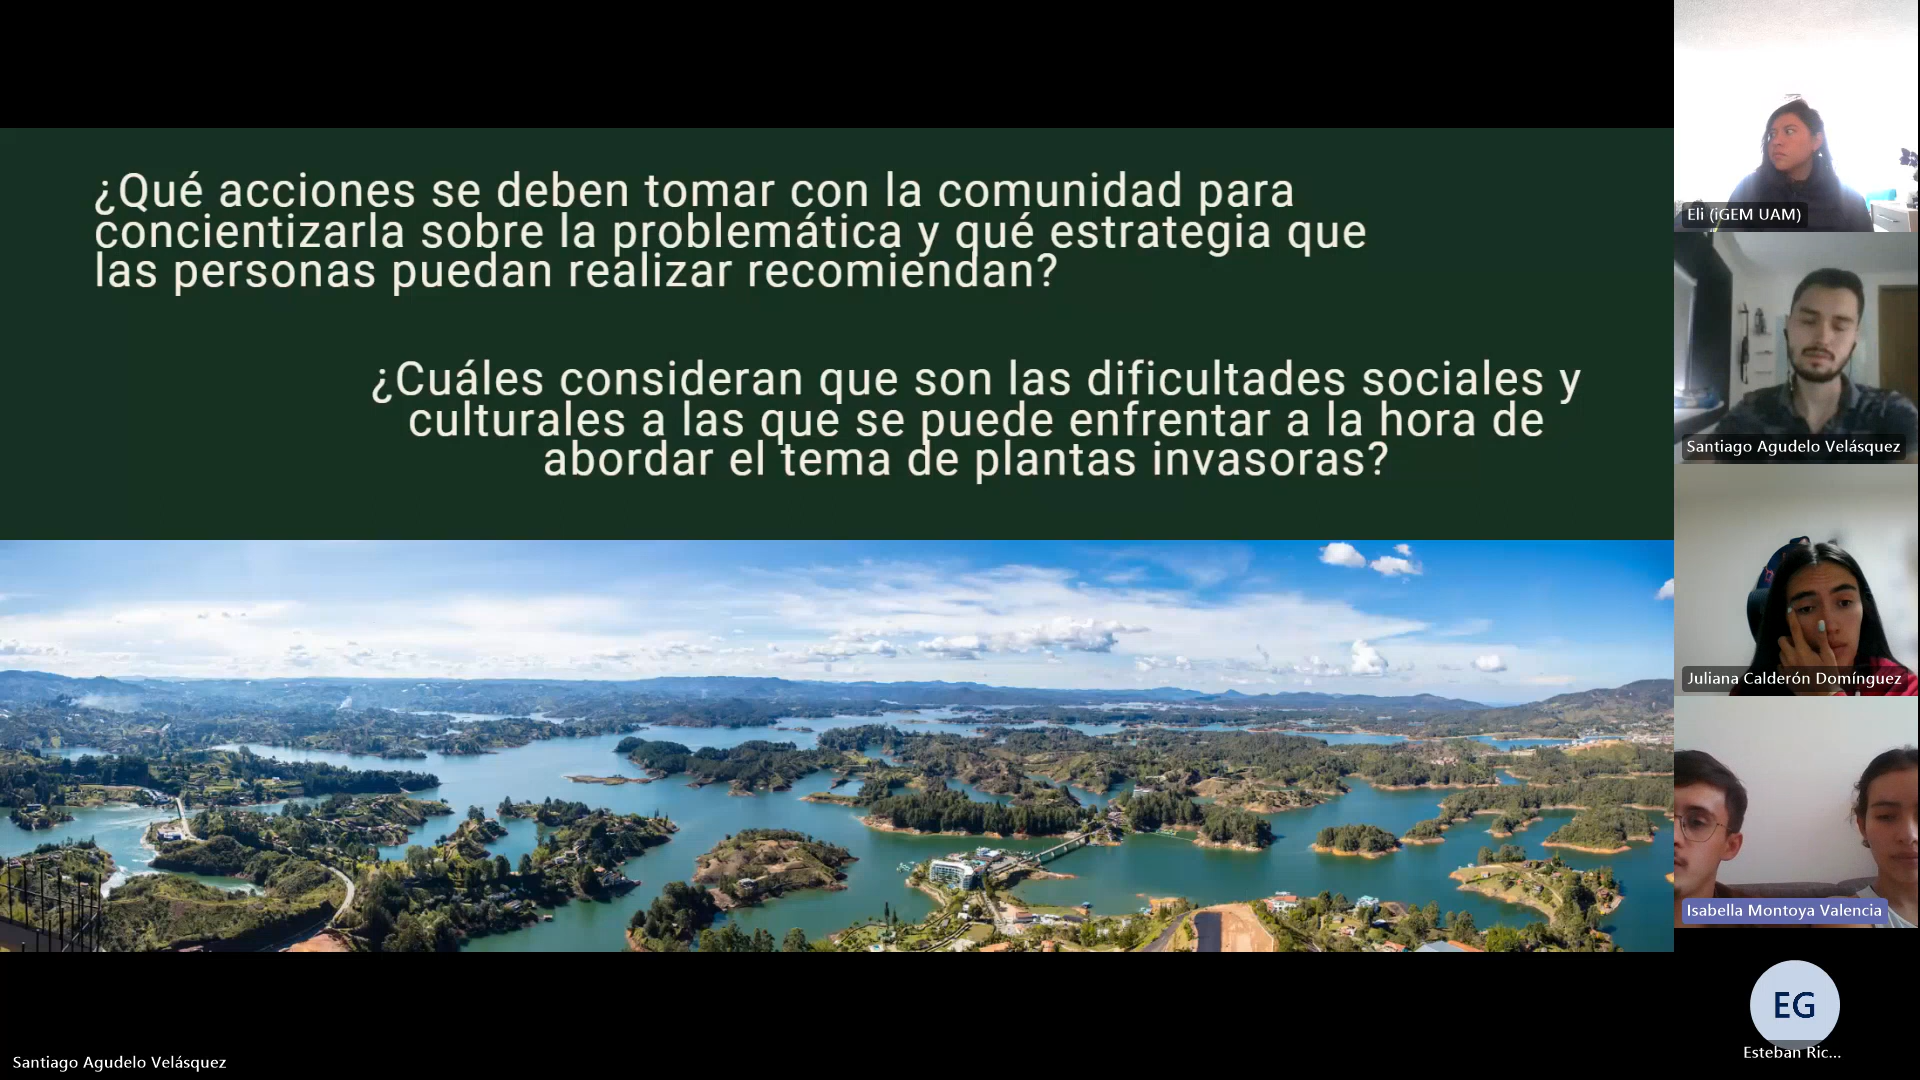 ¿Qué acciones se deben tomar con la comunidad para
concientizarla sobre la problemática y qué estrategia que
las personas puedan realizar recomiendan?
¿Cuáles consideran que son las dificultades sociales y
culturales a las que se puede enfrentar a la hora de
abordar el tema de plantas invasoras?
Eli (iGEM UAM)
Santiago Agudelo Velásquez
Juliana Calderón Domínguez
Isabella Montoya Valencia
EG
Esteban Ric...
Santiago Agudelo Velásquez